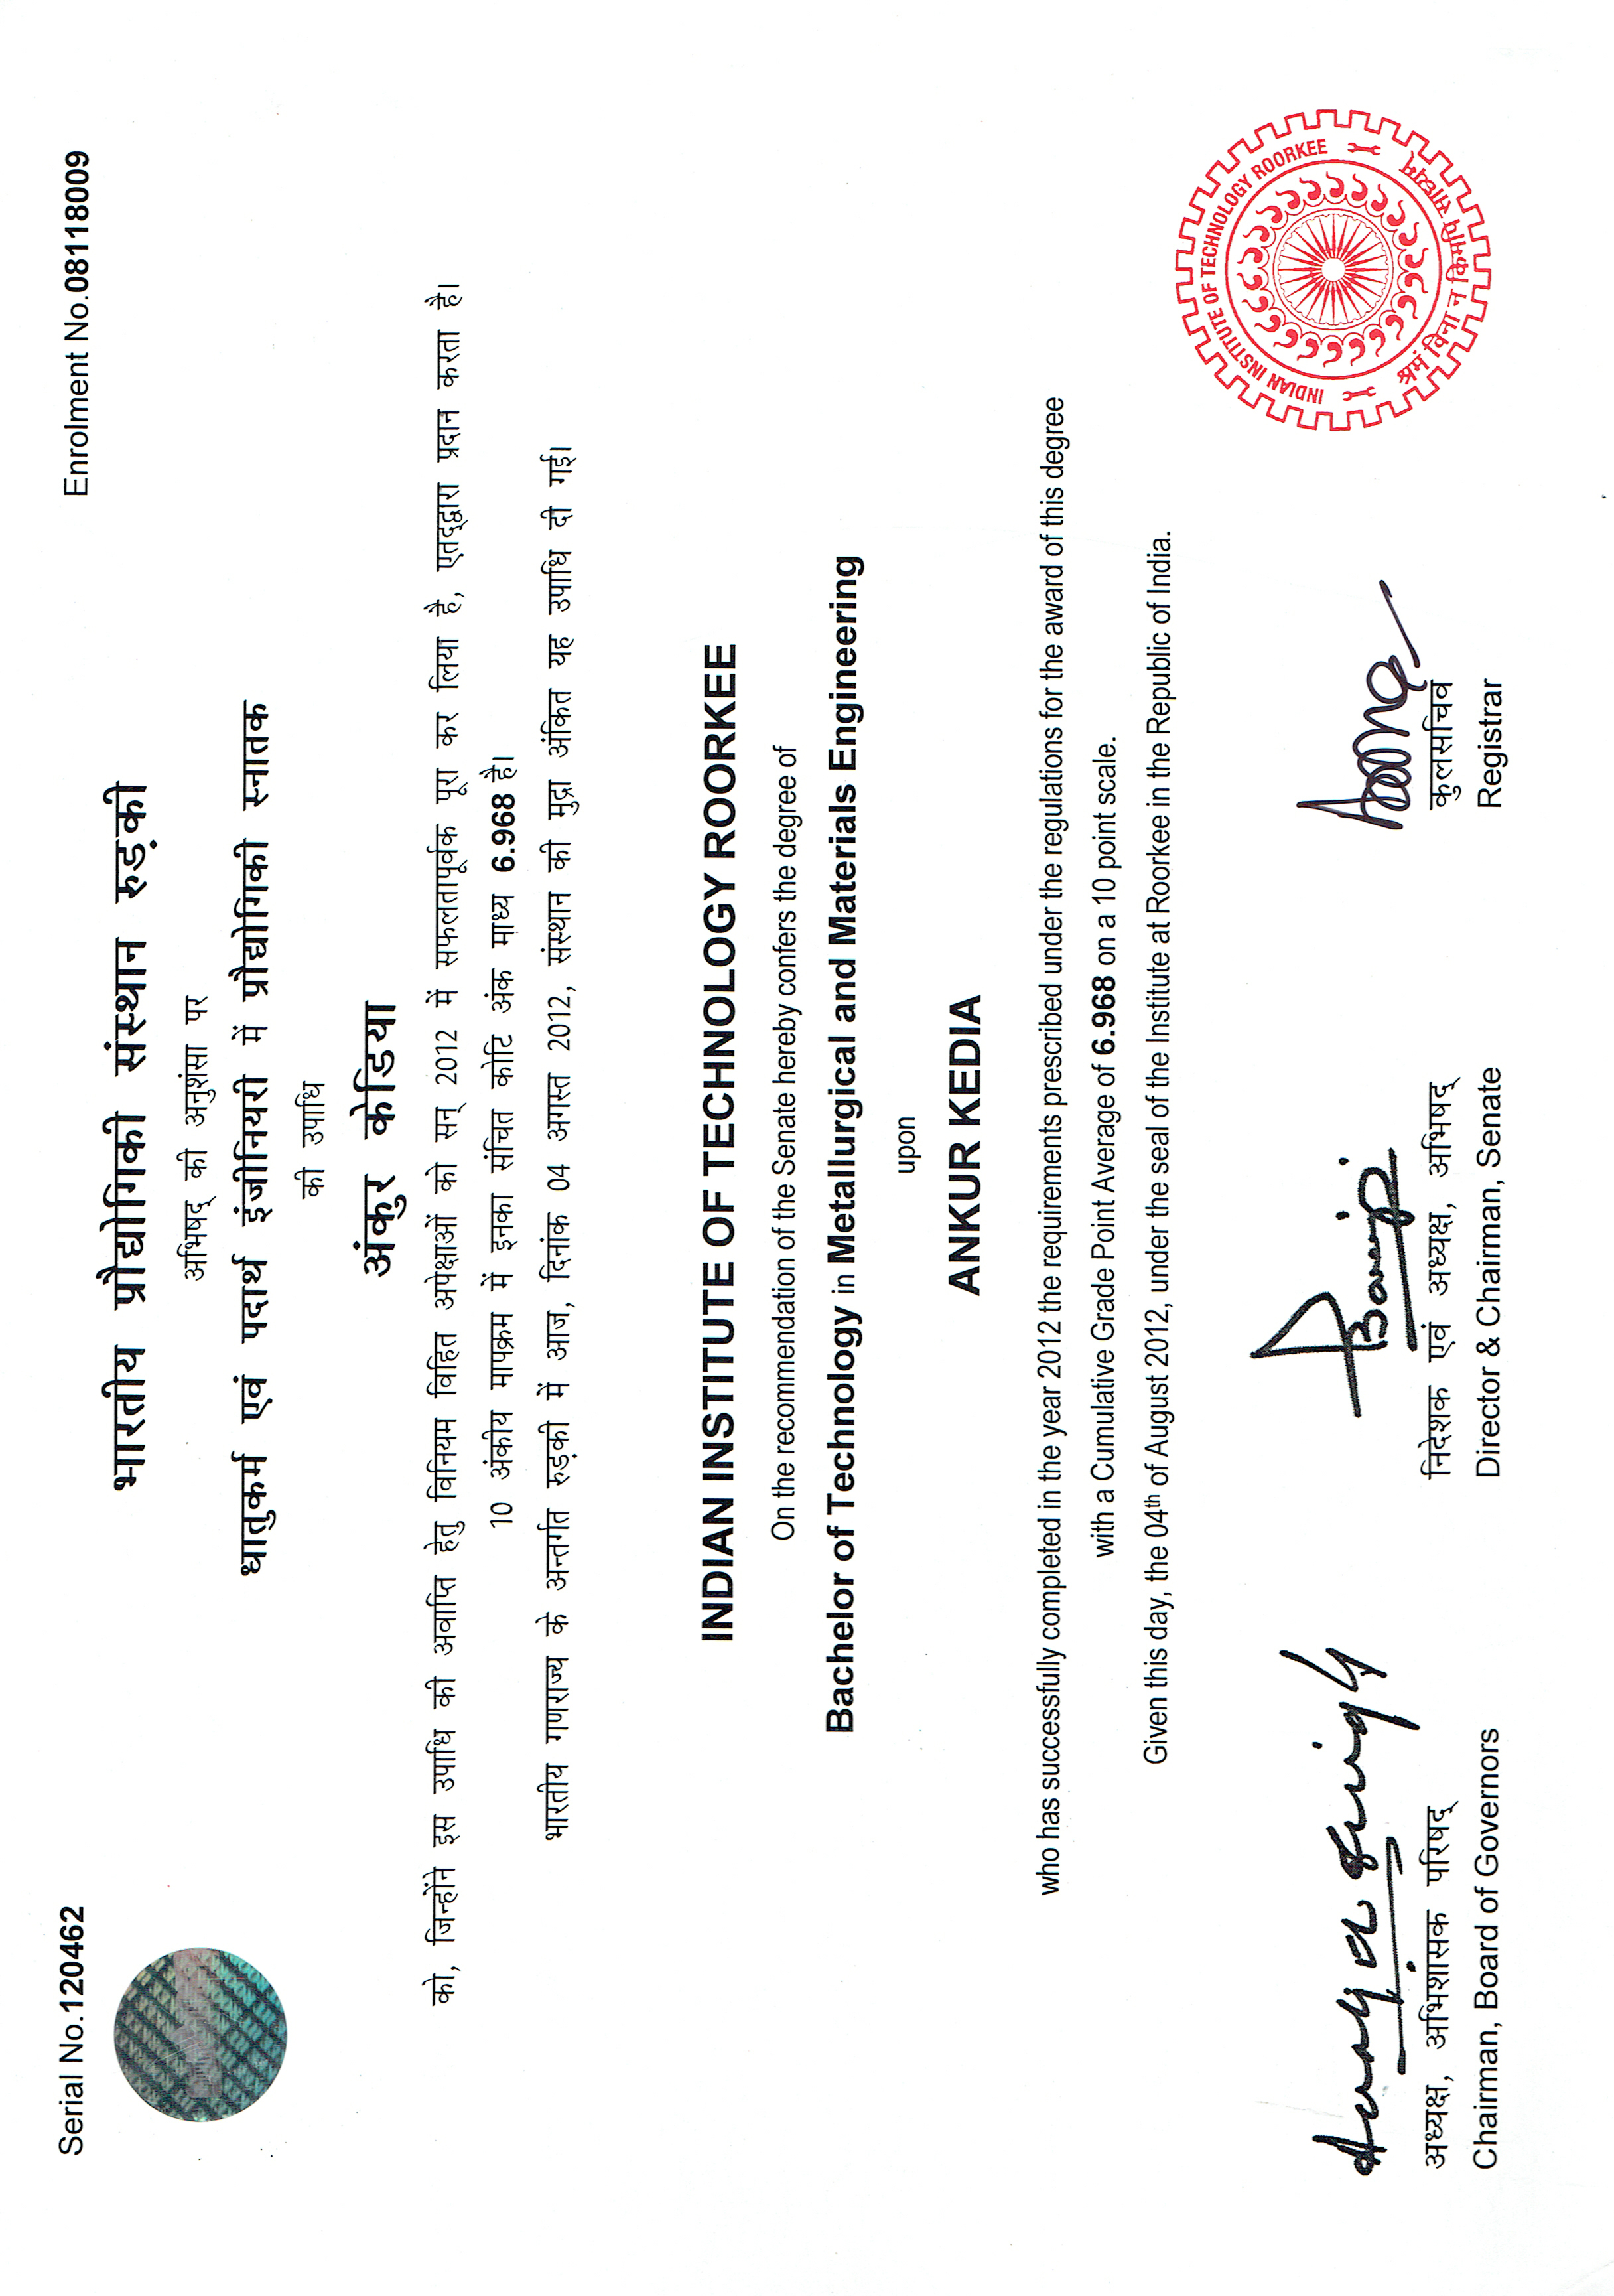 Serial No.120462
Enrolment No.08118009
भारतीय प्रौद्योगिकी संस्थान रुड़की
अभिषद् की अनुशंसा पर
धातुकर्म एवं पदार्थ इंजीनियरी में प्रौद्योगिकी स्नातक
की उपाधि
अंकुर केडिया
को, जिन्होंने इस उपाधि की अवाप्ति हेतु विनियम विहित अपेक्षाओं को सन् 2012 में सफलतापूर्वक पूरा कर लिया है, एतद्द्वारा प्रदान करता है।
10 अंकीय मापक्रम में इनका संचित कोटि अंक माध्य 6.968 है।
भारतीय गणराज्य के अन्तर्गत रुड़की में आज, दिनांक 04 अगस्त 2012, संस्थान की मुद्रा अंकित यह उपाधि दी गई।
INDIAN INSTITUTE OF TECHNOLOGY ROORKEE
On the recommendation of the Senate hereby confers the degree of
Bachelor of Technology in Metallurgical and Materials Engineering
upon
ANKUR KEDIA
who has successfully completed in the year 2012 the requirements prescribed under the regulations for the award of this degree
with a Cumulative Grade Point Average of 6.968 on a 10 point scale.
Given this day, the 04th of August 2012, under the seal of the Institute at Roorkee in the Republic of India.
अध्यक्ष, अभिशासक परिषद्
Chairman, Board of Governors
निदेशक एवं अध्यक्ष, अभिषद्
Director & Chairman, Senate
कुलसचिव
Registrar
INDIAN INSTITUTE OF TECHNOLOGY ROORKEE
श्रमं विना न किमपि साध्यम्